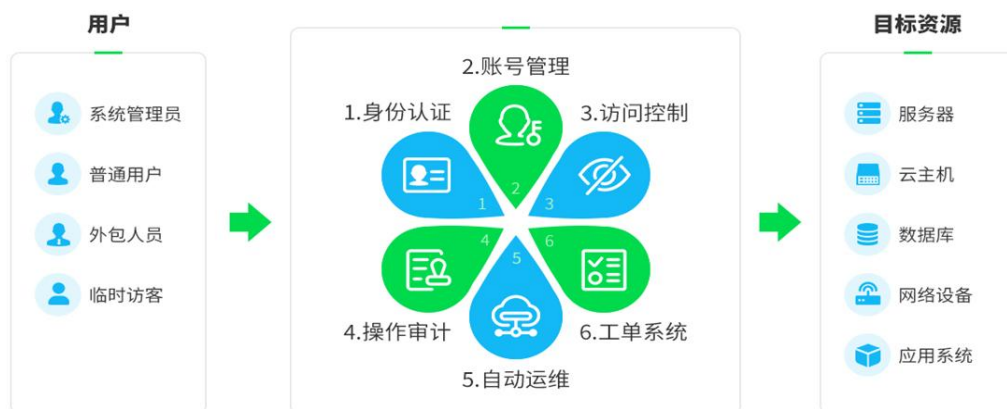 用户
系统管理员
普通用户
外包人员
临时访客
2.账号管理
1.身份认证
3.访问控制
2
1
3
4
6
5
4.操作审计
6.工单系统
5.自动运维
目标资源
服务器
云主机
数据库
网络设备
应用系统